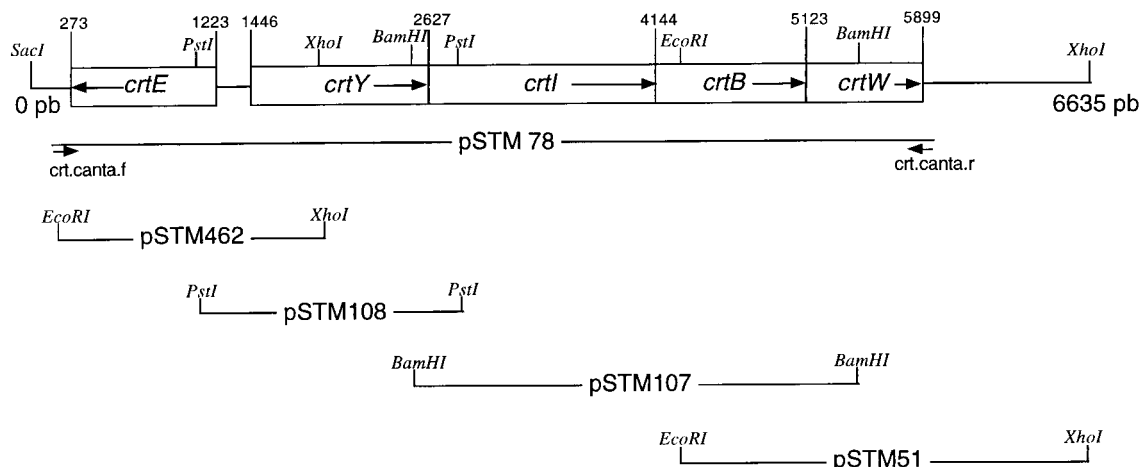 273 1223 1446 2627 4144 5123 5899
SacI PstI XhoI BamHI PstI EcoRI BamHI XhoI
crtE crtY crtI crtB crtW
0 pb 6635 pb
pSTM 78
crt.canta.f crt.canta.r
EcoRI XhoI
pSTM462
PstI PstI
pSTM108
BamHI BamHI
pSTM107
EcoRI XhoI
pSTM51